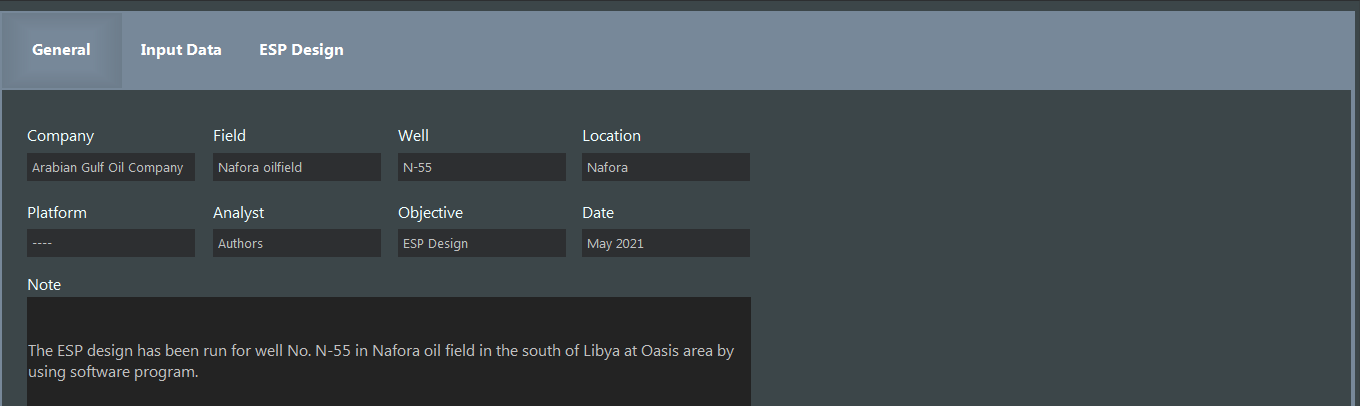 General Input Data ESP Design
Company Field Well Location
Arabian Gulf Oil Company Nafora oilfield N-55 Nafora
Platform Analyst Objective Date
---- Authors ESP Design May 2021
Note
The ESP design has been run for well No. N-55 in Nafora oil field in the south of Libya at Oasis area by
using software program.